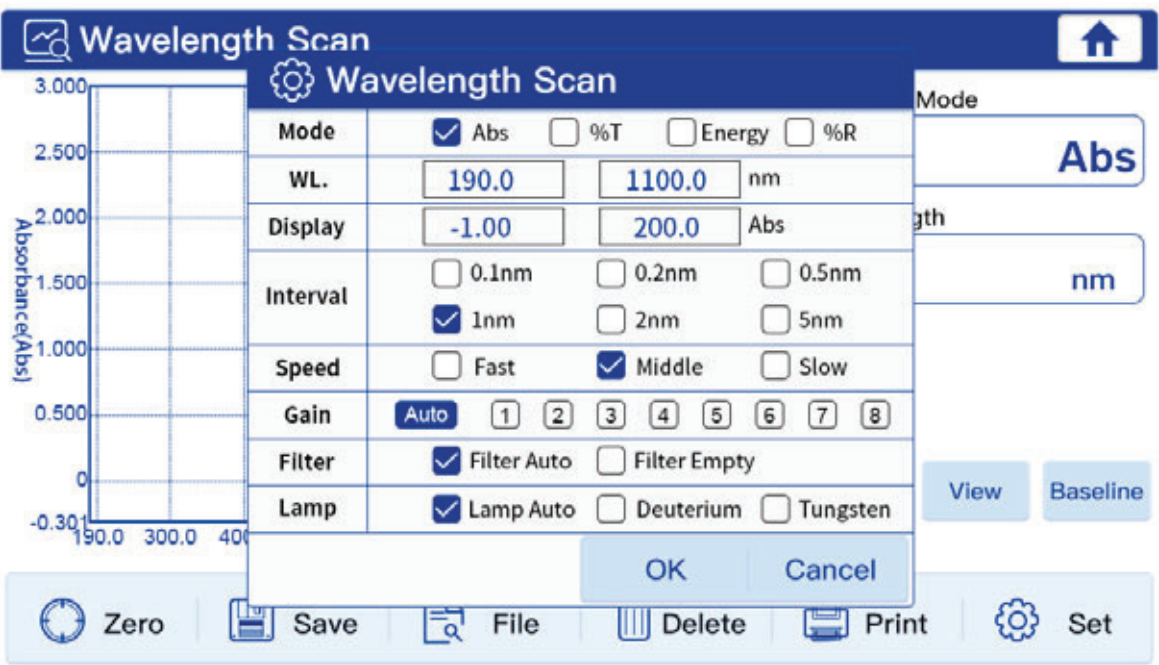 Wavelength Scan
Wavelength Scan
Mode Abs %T Energy %R
WL. 190.0 1100.0 nm
Display -1.00 200.0 Abs
Interval 0.1nm 0.2nm 0.5nm
1nm 2nm 5nm
Speed Fast Middle Slow
Gain Auto 1 2 3 4 5 6 7 8
Filter Filter Auto Filter Empty
Lamp Lamp Auto Deuterium Tungsten
OK Cancel
3.000
2.500
2.000
1.500
1.000
0.500
0
-0.301
Absorbance(Abs)
190.0 300.0
Mode
Abs
nm
View Baseline
Zero Save File Delete Print Set